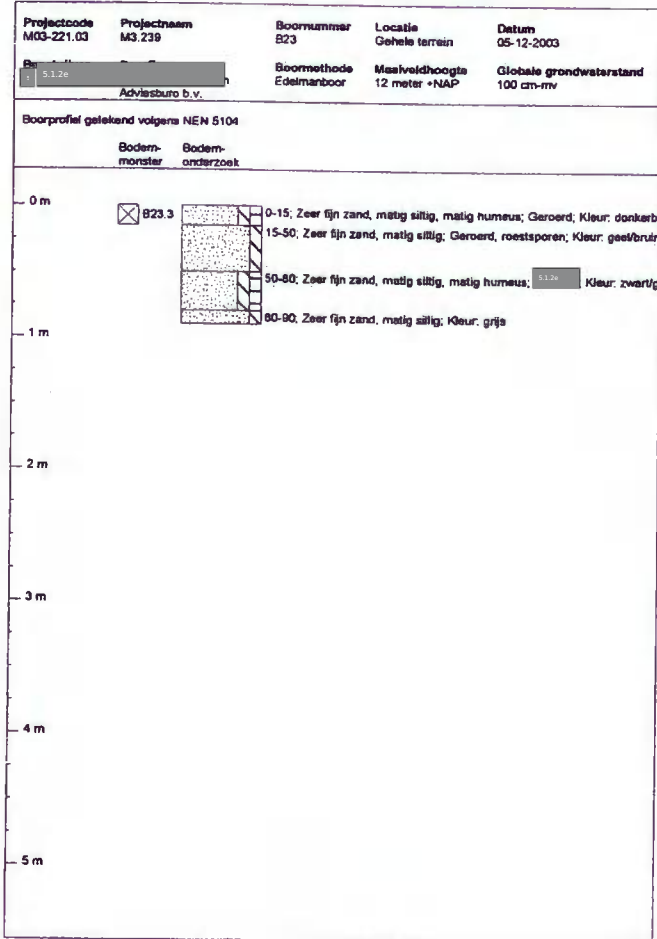 Projectcode Projectnaam Boornummer Locatie Datum
M03-221.03 M3.239 B23 Gehele terrein 05-12-2003
Boormethode Maaiveldhoogte Globale grondwaterstand
5.1.2e
Edelmanboor 12 meter +NAP 100 cm-mv
Adviesburo b.v.
Boorprofiel getekend volgens NEN 5104
Bodem- Bodem-
monster onderzoek
0 m
B23.3 0-15; Zeer fijn zand, matig siltig, matig humeus; Geroerd; Kleur: donkerb
15-50; Zeer fijn zand, matig siltig; Geroerd, roestsporen; Kleur: geel/bruin
50-80; Zeer fijn zand, matig siltig, matig humeus; 5.1.2e Kleur: zwart/g
80-90; Zeer fijn zand, matig siltig; Kleur: grijs
1 m
2 m
3 m
4 m
5 m